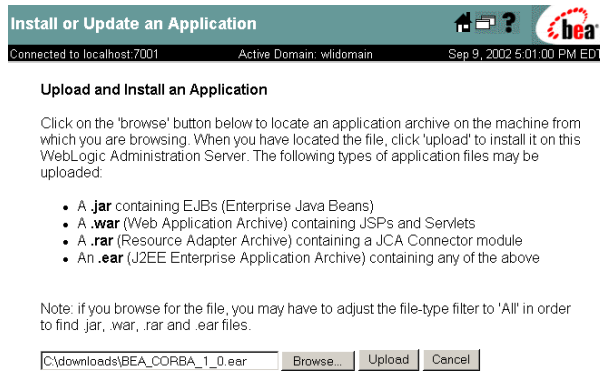 Install or Update an Application
?
bea
Connected to localhost:7001 Active Domain: wlidomain Sep 9, 2002 5:01:00 PM EDT
Upload and Install an Application
Click on the 'browse' button below to locate an application archive on the machine from
which you are browsing. When you have located the file, click 'upload' to install it on this
WebLogic Administration Server. The following types of application files may be
uploaded:
• A .jar containing EJBs (Enterprise Java Beans)
• A .war (Web Application Archive) containing JSPs and Servlets
• A .rar (Resource Adapter Archive) containing a JCA Connector module
• An .ear (J2EE Enterprise Application Archive) containing any of the above
Note: if you browse for the file, you may have to adjust the file-type filter to 'All' in order
to find .jar, .war, .rar and .ear files.
C:\downloads\BEA_CORBA_1_0.ear Browse... Upload Cancel